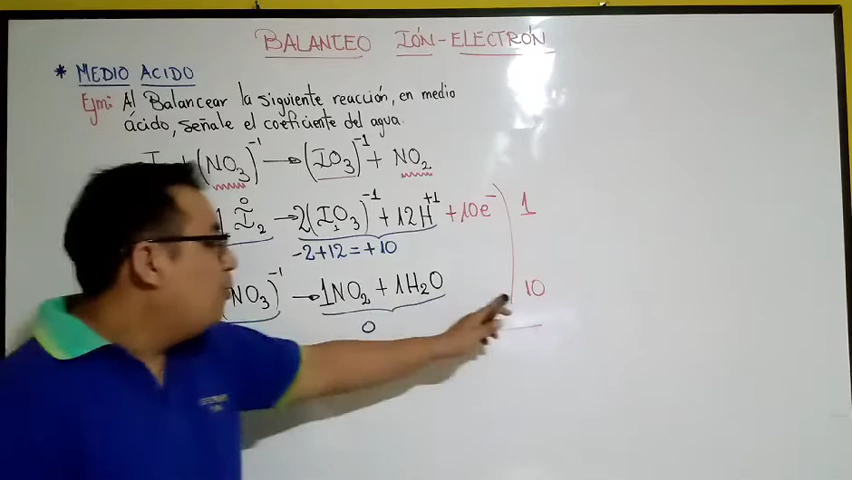 BALANCEO IÓN-ELECTRÓN
* MEDIO ACIDO
Ejm: Al Balancear la siguiente reacción, en medio
ácido, señale el coeficiente del agua.
(NO₃)⁻¹ → (IO₃)⁻¹ + NO₂
I₂⁰ → 2(IO₃)⁻¹ + 12H⁺¹ + 10e⁻ 1
-2+12=+10
NO₃)⁻¹ → 1NO₂ + 1H₂O 10
0